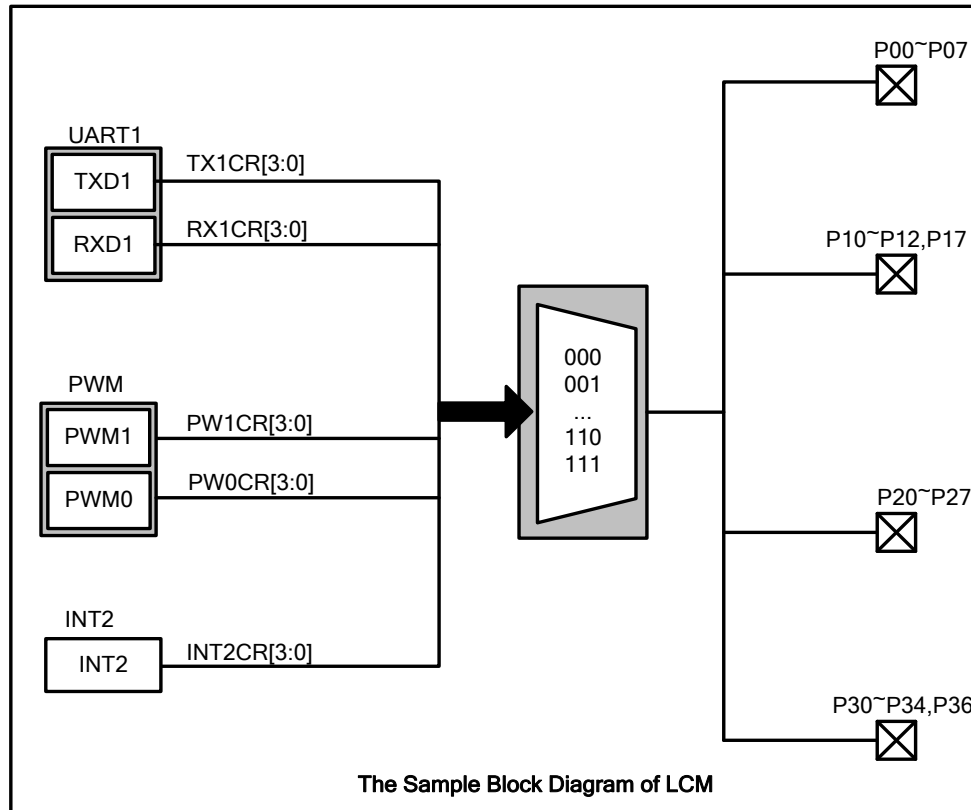 P00~P07
UART1
TXD1
TX1CR[3:0]
RXD1
RX1CR[3:0]
P10~P12,P17
PWM
PWM1
PW1CR[3:0]
PWM0
PW0CR[3:0]
000
001
...
110
111
P20~P27
INT2
INT2
INT2CR[3:0]
P30~P34,P36
The Sample Block Diagram of LCM